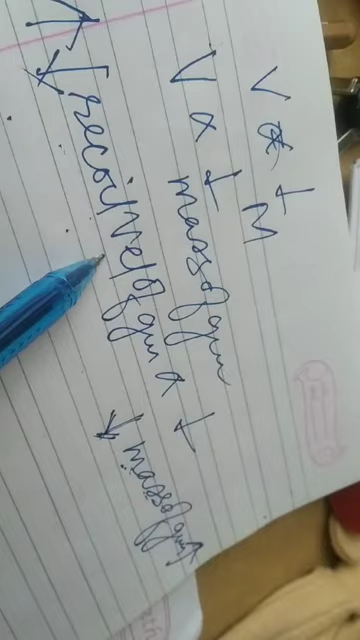 V α 1/M
V α 1/mass of gun
recoil vel of gun α 1/mass of gun